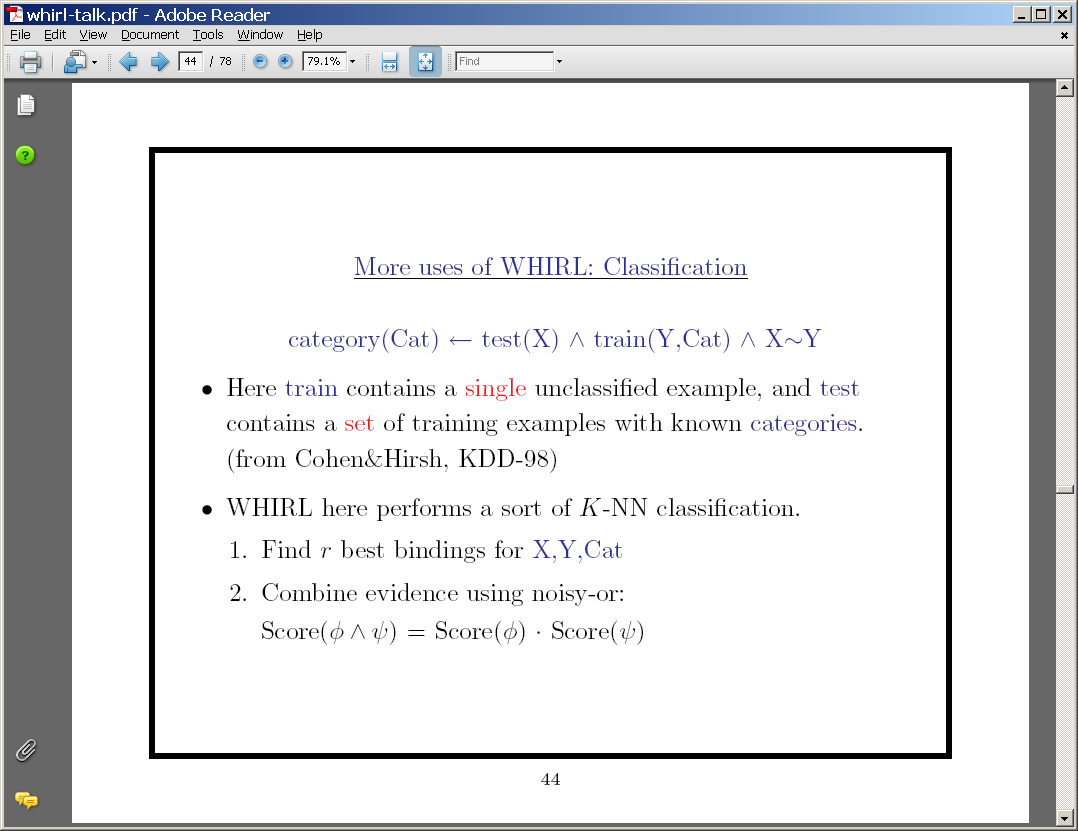 whirl-talk.pdf - Adobe Reader
File Edit View Document Tools Window Help
44 / 78 79.1% Find
More uses of WHIRL: Classification
category(Cat) ← test(X) ∧ train(Y,Cat) ∧ X∼Y
• Here train contains a single unclassified example, and test
contains a set of training examples with known categories.
(from Cohen&Hirsh, KDD-98)
• WHIRL here performs a sort of K-NN classification.
1. Find r best bindings for X,Y,Cat
2. Combine evidence using noisy-or:
Score(ϕ ∧ ψ) = Score(ϕ) · Score(ψ)
44